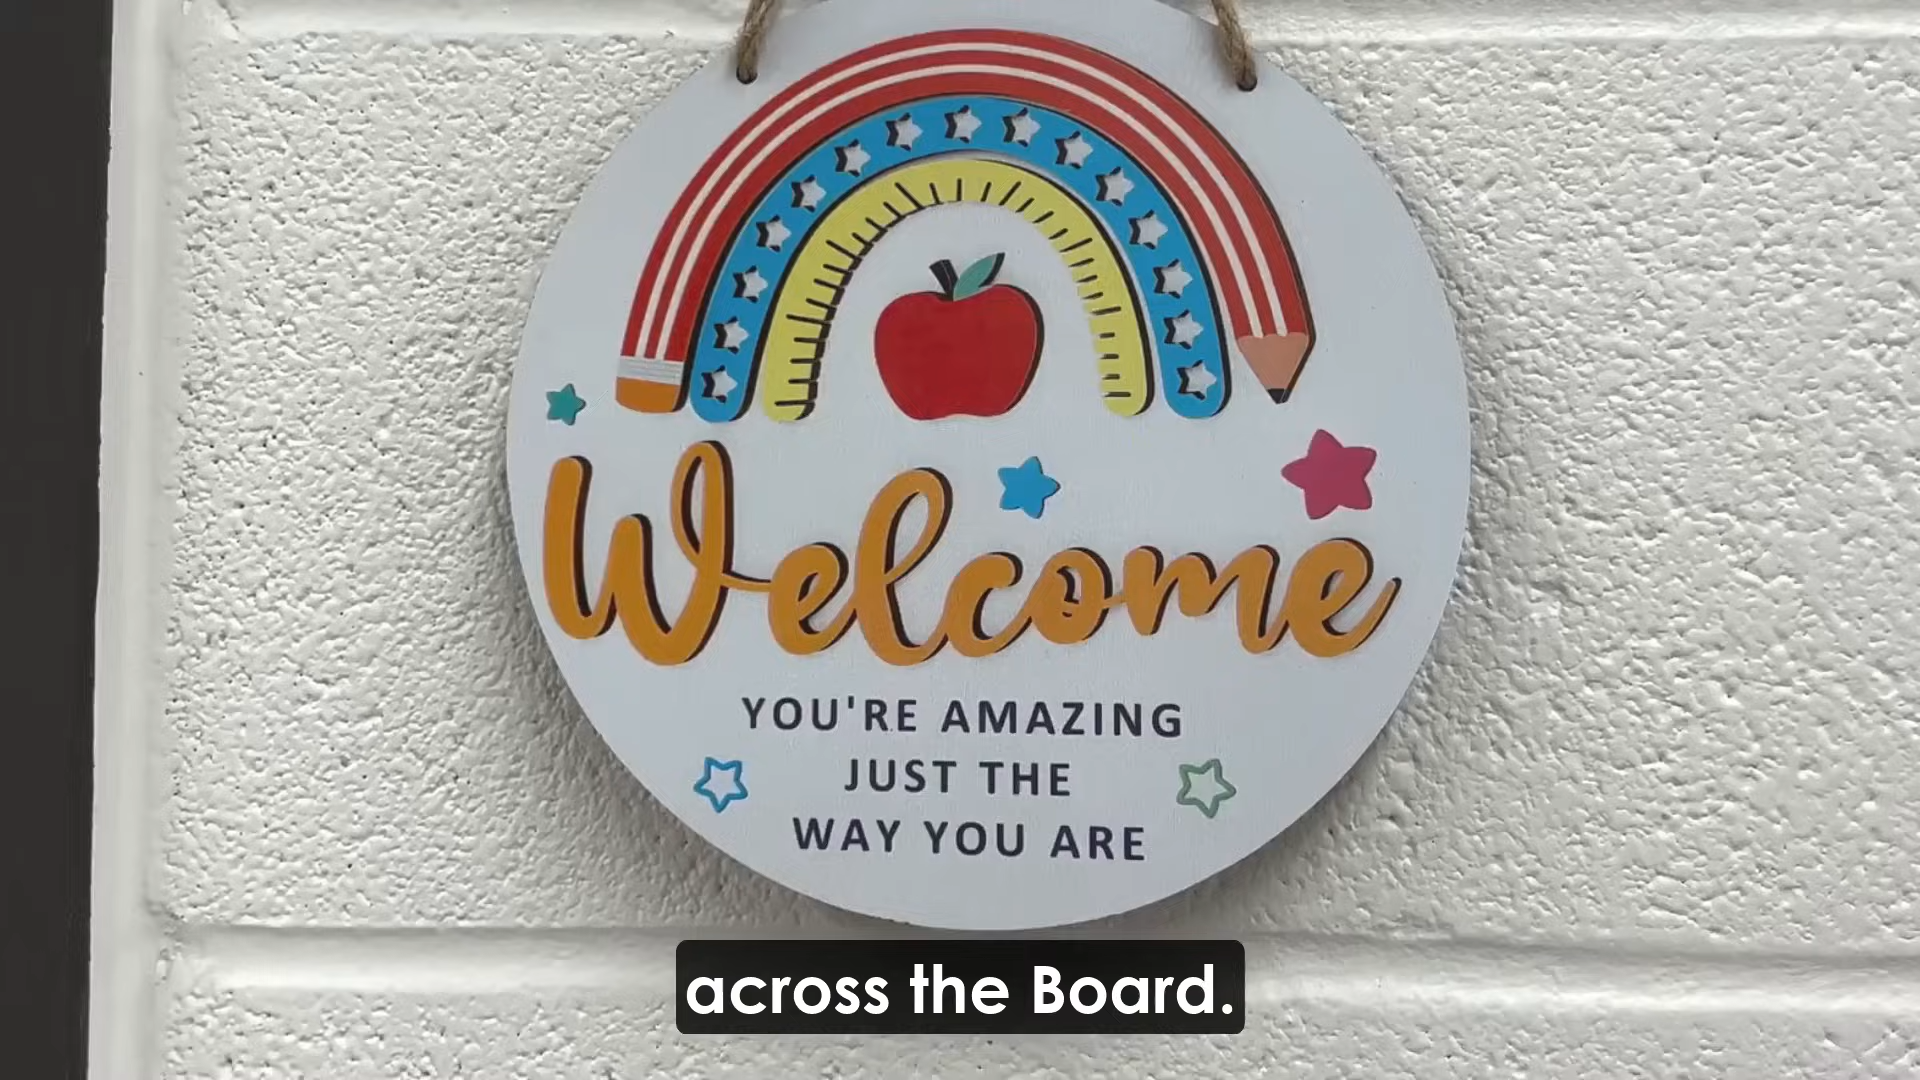 Welcome
YOU'RE AMAZING
JUST THE
WAY YOU ARE
across the Board.